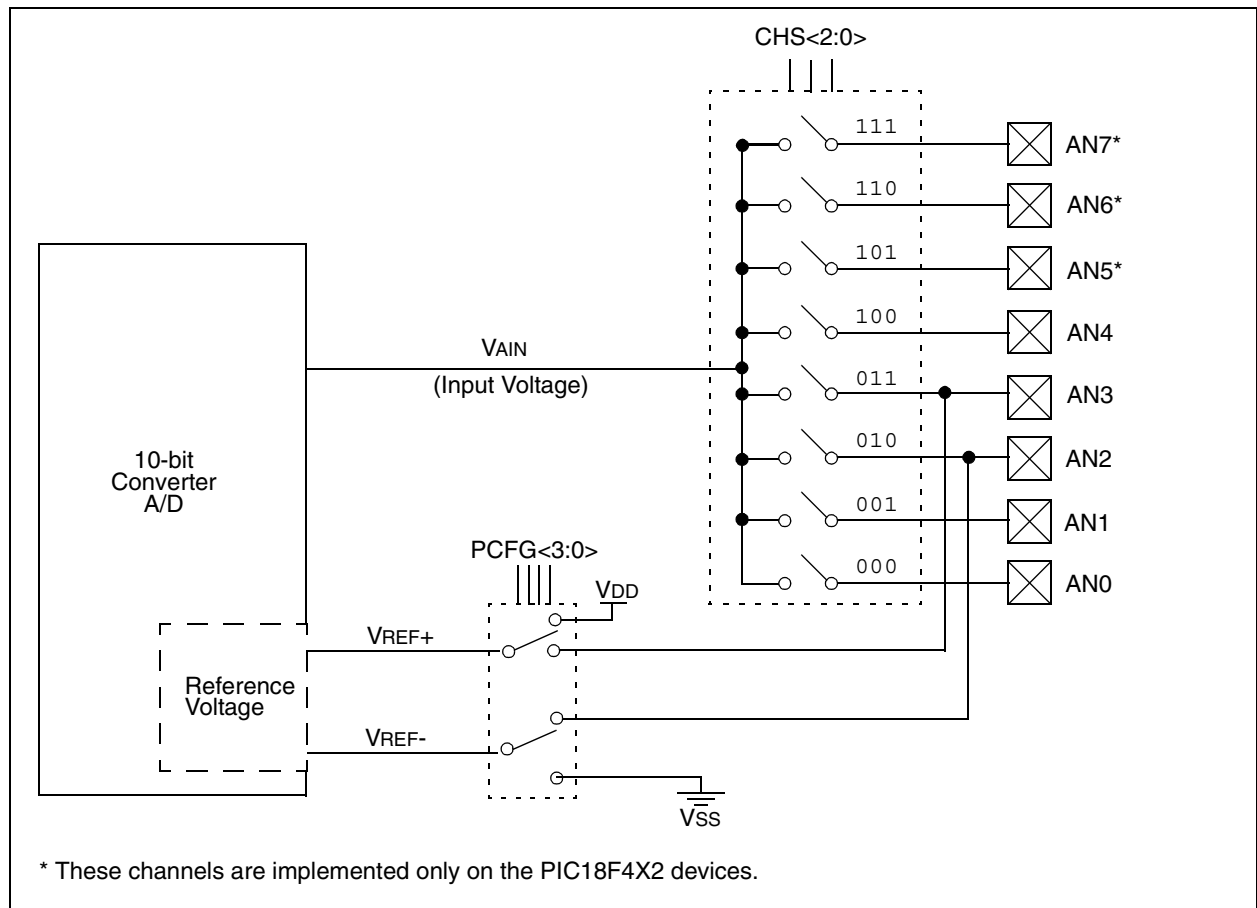 CHS<2:0>
111
AN7*
110
AN6*
101
AN5*
100
AN4
VAIN
(Input Voltage)
011
AN3
010
AN2
10-bit
Converter
A/D
001
AN1
PCFG<3:0>
000
AN0
VDD
VREF+
Reference
Voltage
VREF-
VSS
* These channels are implemented only on the PIC18F4X2 devices.